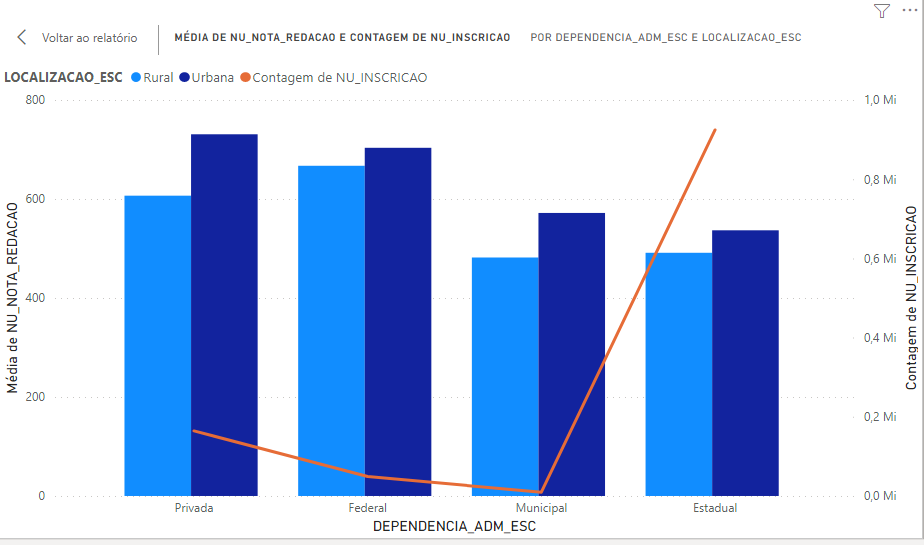 Voltar ao relatório
MÉDIA DE NU_NOTA_REDACAO E CONTAGEM DE NU_INSCRICAO
POR DEPENDENCIA_ADM_ESC E LOCALIZACAO_ESC
LOCALIZACAO_ESC Rural Urbana Contagem de NU_INSCRICAO
Média de NU_NOTA_REDACAO
800
600
400
200
0
1,0 Mi
0,8 Mi
0,6 Mi
0,4 Mi
0,2 Mi
0,0 Mi
Contagem de NU_INSCRICAO
Privada Federal Municipal Estadual
DEPENDENCIA_ADM_ESC